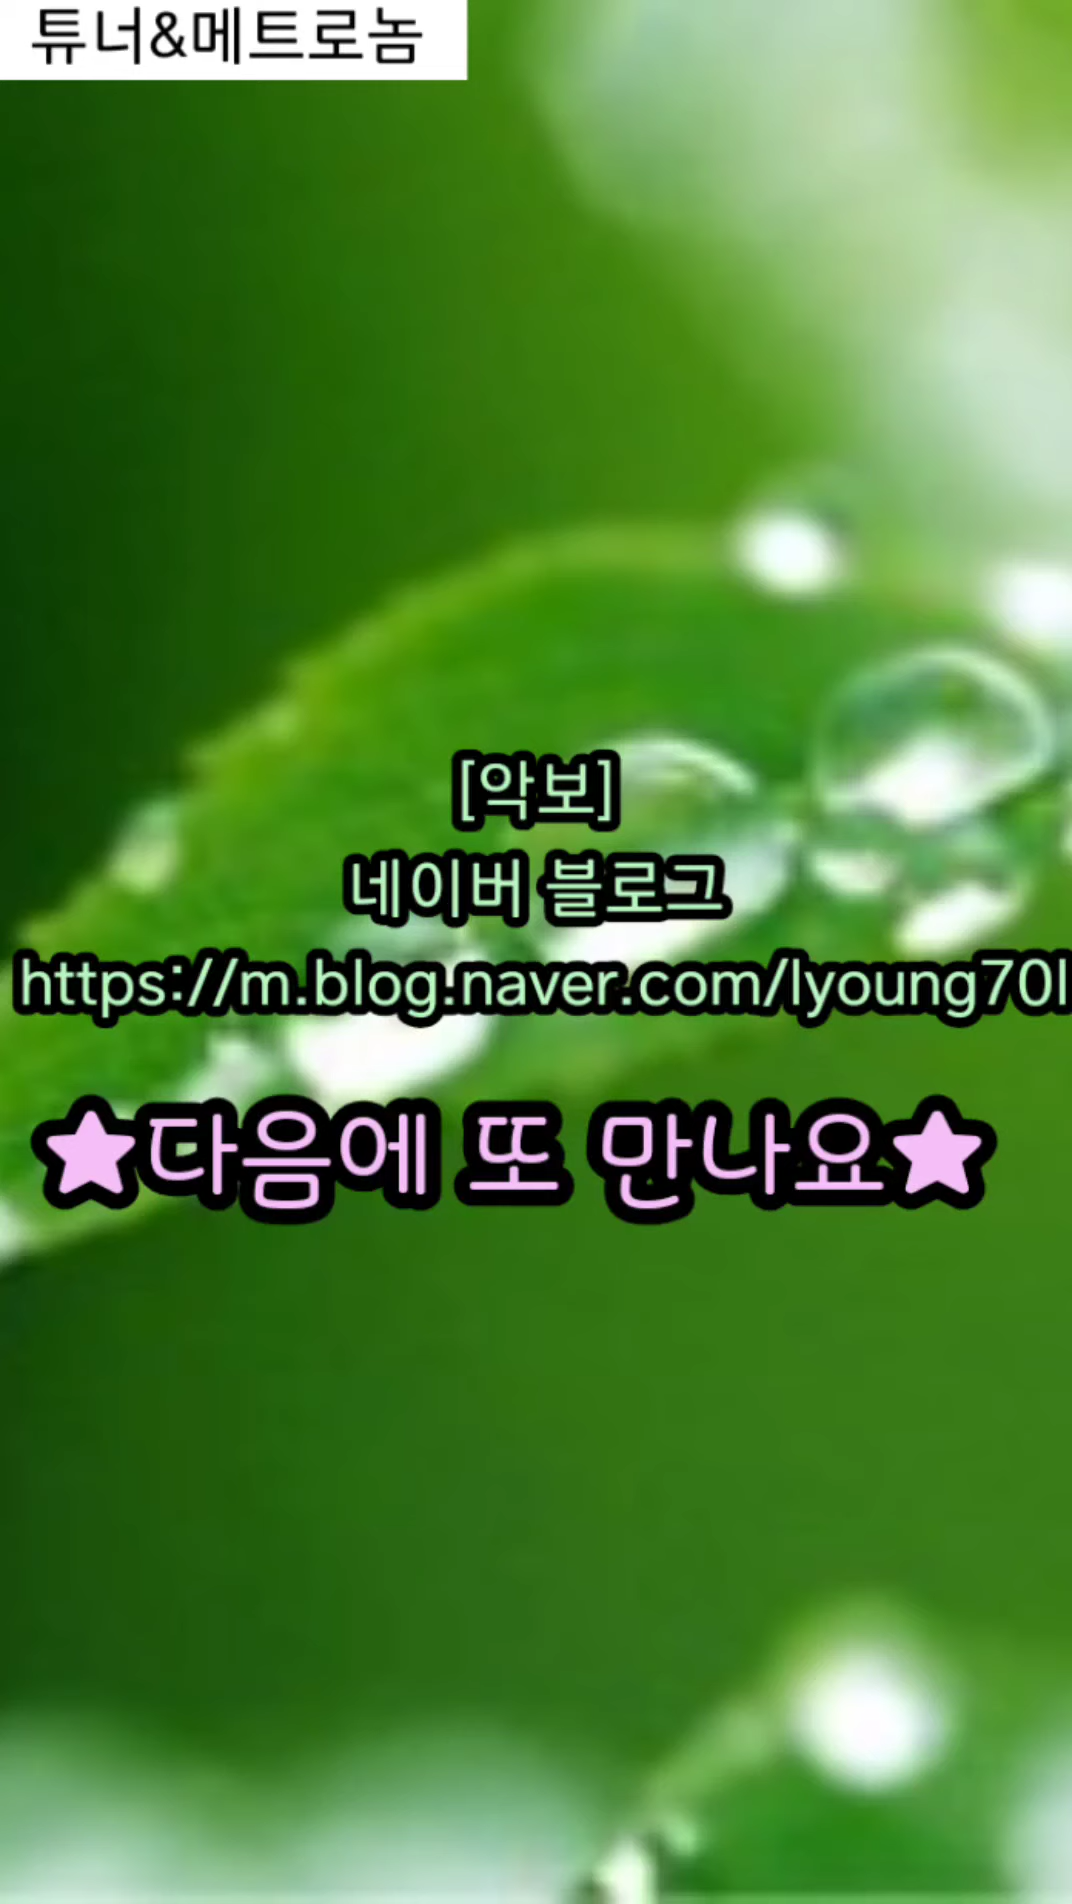 튜너&메트로놈
[악보]
네이버 블로그
https://m.blog.naver.com/lyoung70l
★다음에 또 만나요★